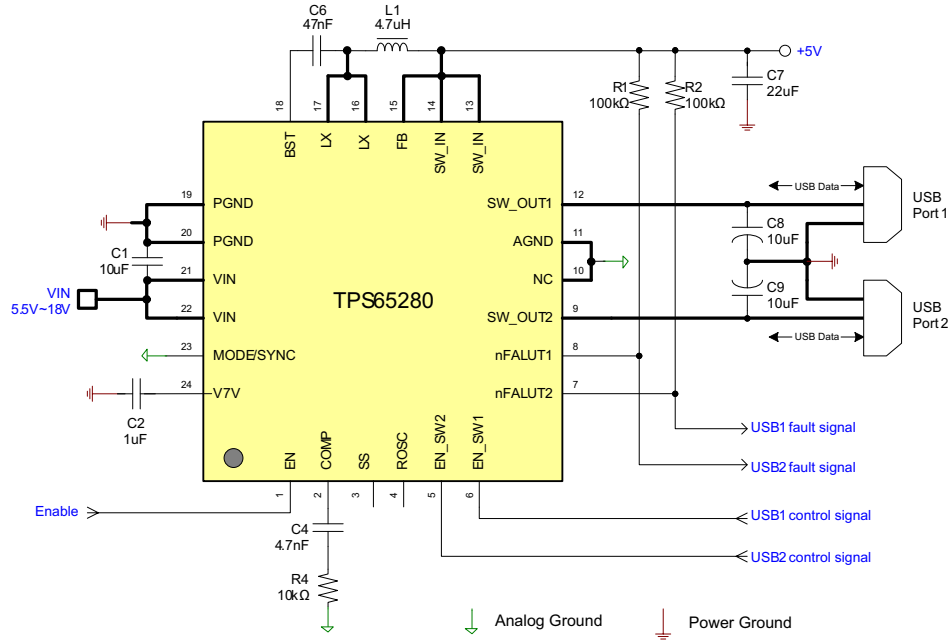 C6
47nF
L1
4.7uH
+5V
R1
100kΩ
R2
100kΩ
C7
22uF
18
17
16
15
14
13
BST
LX
LX
FB
SW_IN
SW_IN
19
PGND
20
PGND
C1
10uF
21
VIN
22
VIN
VIN
5.5V~18V
23
MODE/SYNC
24
V7V
C2
1uF
TPS65280
SW_OUT1
12
AGND
11
NC
10
SW_OUT2
9
nFALUT1
8
nFALUT2
7
USB Data
USB
Port 1
C8
10uF
C9
10uF
USB
Port 2
USB Data
USB1 fault signal
USB2 fault signal
EN
COMP
SS
ROSC
EN_SW2
EN_SW1
1
2
3
4
5
6
Enable
USB1 control signal
USB2 control signal
C4
4.7nF
R4
10kΩ
Analog Ground
Power Ground